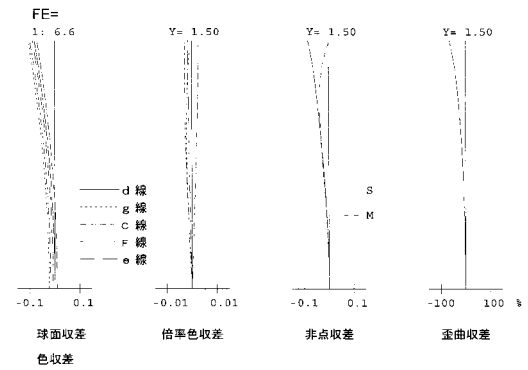 FE=
1: 6.6
Y= 1.50
Y= 1.50
Y= 1.50
d 線
g 線
C 線
F 線
e 線
S
M
-0.1 0.1
-0.01 0.01
-0.1 0.1
-100 100 %
球面収差
色収差
倍率色収差
非点収差
歪曲収差